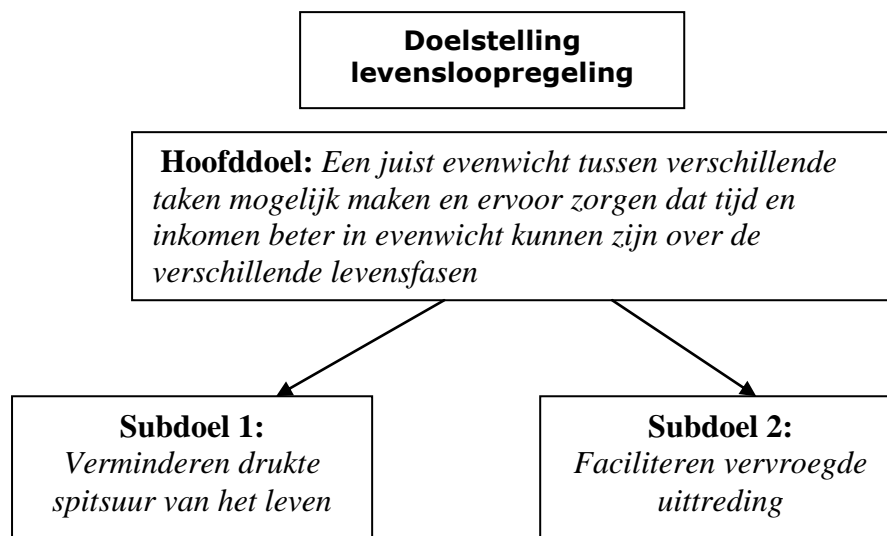 Doelstelling
levensloopregeling
Hoofddoel: Een juist evenwicht tussen verschillende
taken mogelijk maken en ervoor zorgen dat tijd en
inkomen beter in evenwicht kunnen zijn over de
verschillende levensfasen
Subdoel 1:
Verminderen drukte
spitsuur van het leven
Subdoel 2:
Faciliteren vervroegde
uittreding